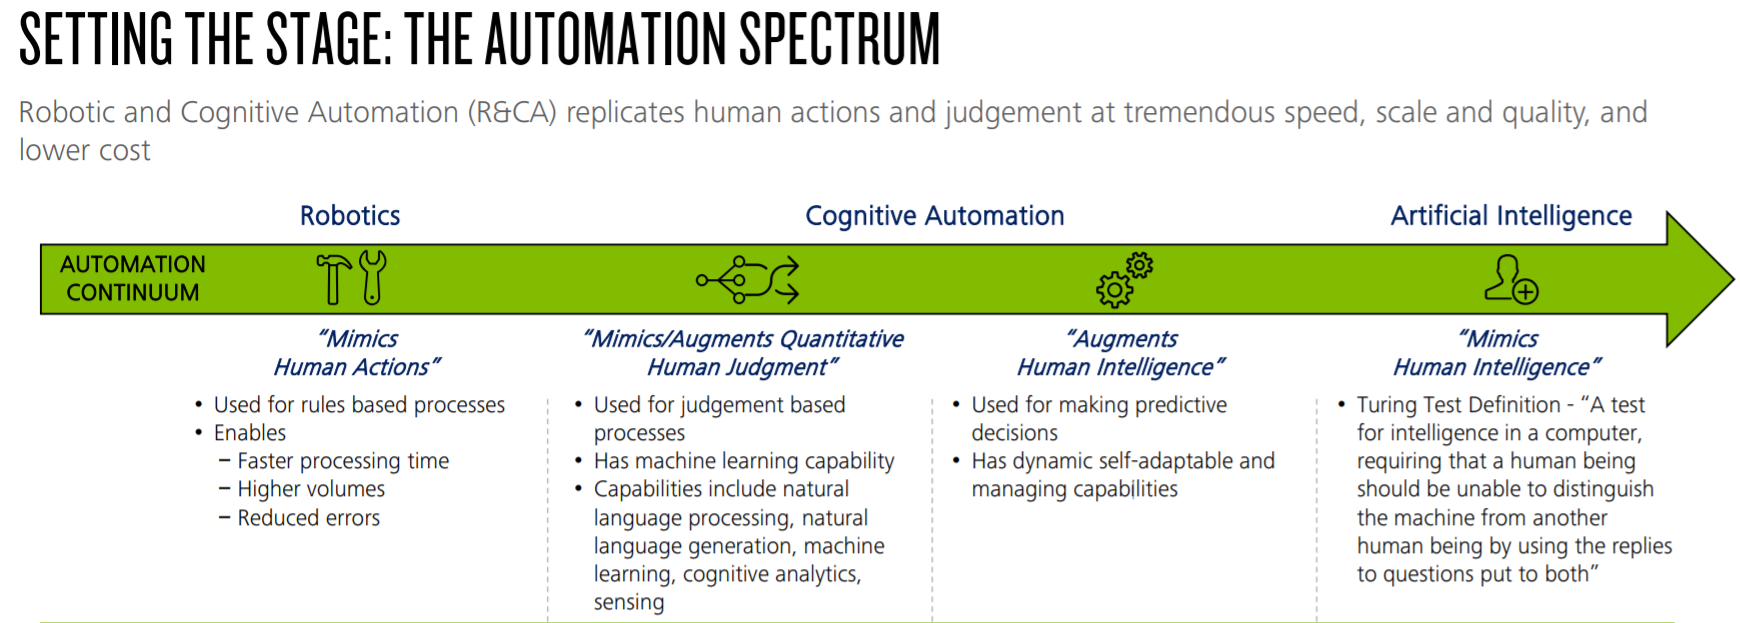 SETTING THE STAGE: THE AUTOMATION SPECTRUM
Robotic and Cognitive Automation (R&CA) replicates human actions and judgement at tremendous speed, scale and quality, and
lower cost
Robotics
Cognitive Automation
Artificial Intelligence
AUTOMATION
CONTINUUM
“Mimics
Human Actions”
• Used for rules based processes
• Enables
– Faster processing time
– Higher volumes
– Reduced errors
“Mimics/Augments Quantitative
Human Judgment”
• Used for judgement based
processes
• Has machine learning capability
• Capabilities include natural
language processing, natural
language generation, machine
learning, cognitive analytics,
sensing
“Augments
Human Intelligence”
• Used for making predictive
decisions
• Has dynamic self-adaptable and
managing capabilities
“Mimics
Human Intelligence”
• Turing Test Definition - “A test
for intelligence in a computer,
requiring that a human being
should be unable to distinguish
the machine from another
human being by using the replies
to questions put to both”